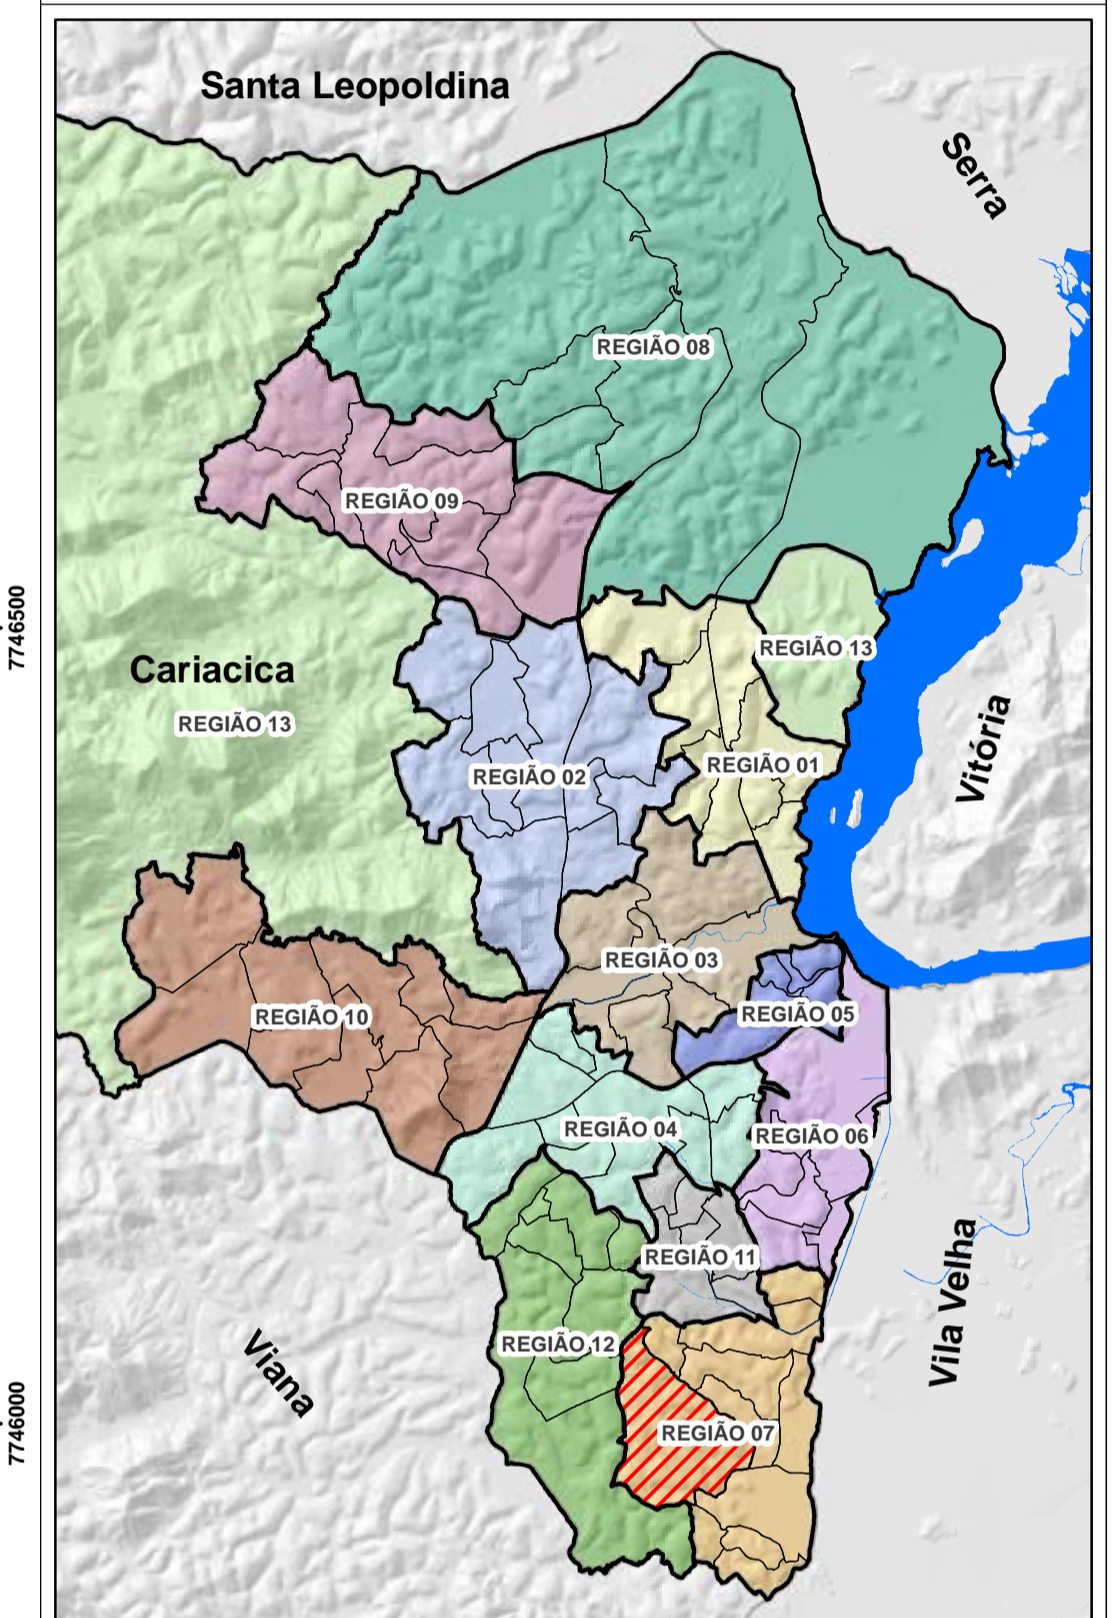 Santa Leopoldina
Serra
REGIÃO 08
REGIÃO 09
7746500
REGIÃO 13
Cariacica
REGIÃO 13
Vitória
REGIÃO 01
REGIÃO 02
REGIÃO 03
REGIÃO 05
REGIÃO 10
REGIÃO 04
REGIÃO 06
REGIÃO 11
Vila Velha
REGIÃO 12
Viana
7746000
REGIÃO 07